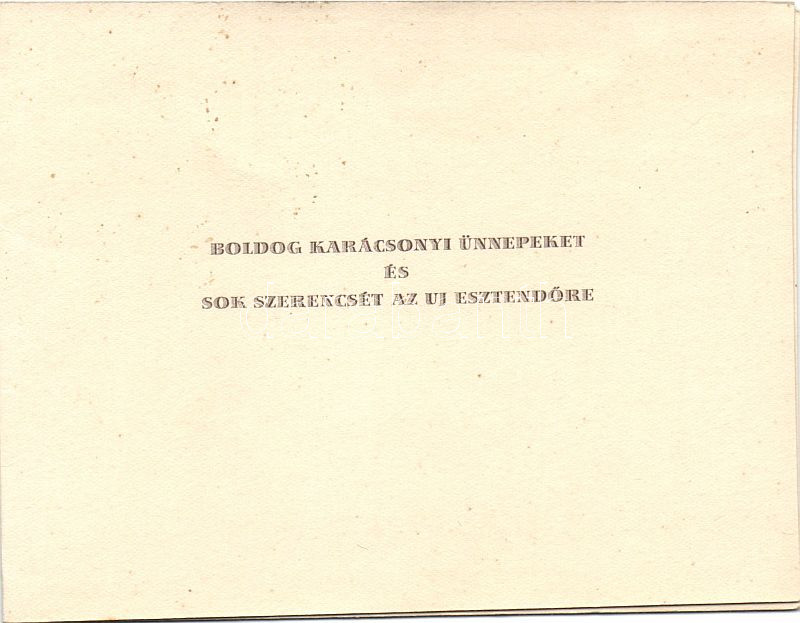 BOLDOG KARÁCSONYI ÜNNEPEKET
ÉS
SOK SZERENCSÉT AZ UJ ESZTENDŐRE